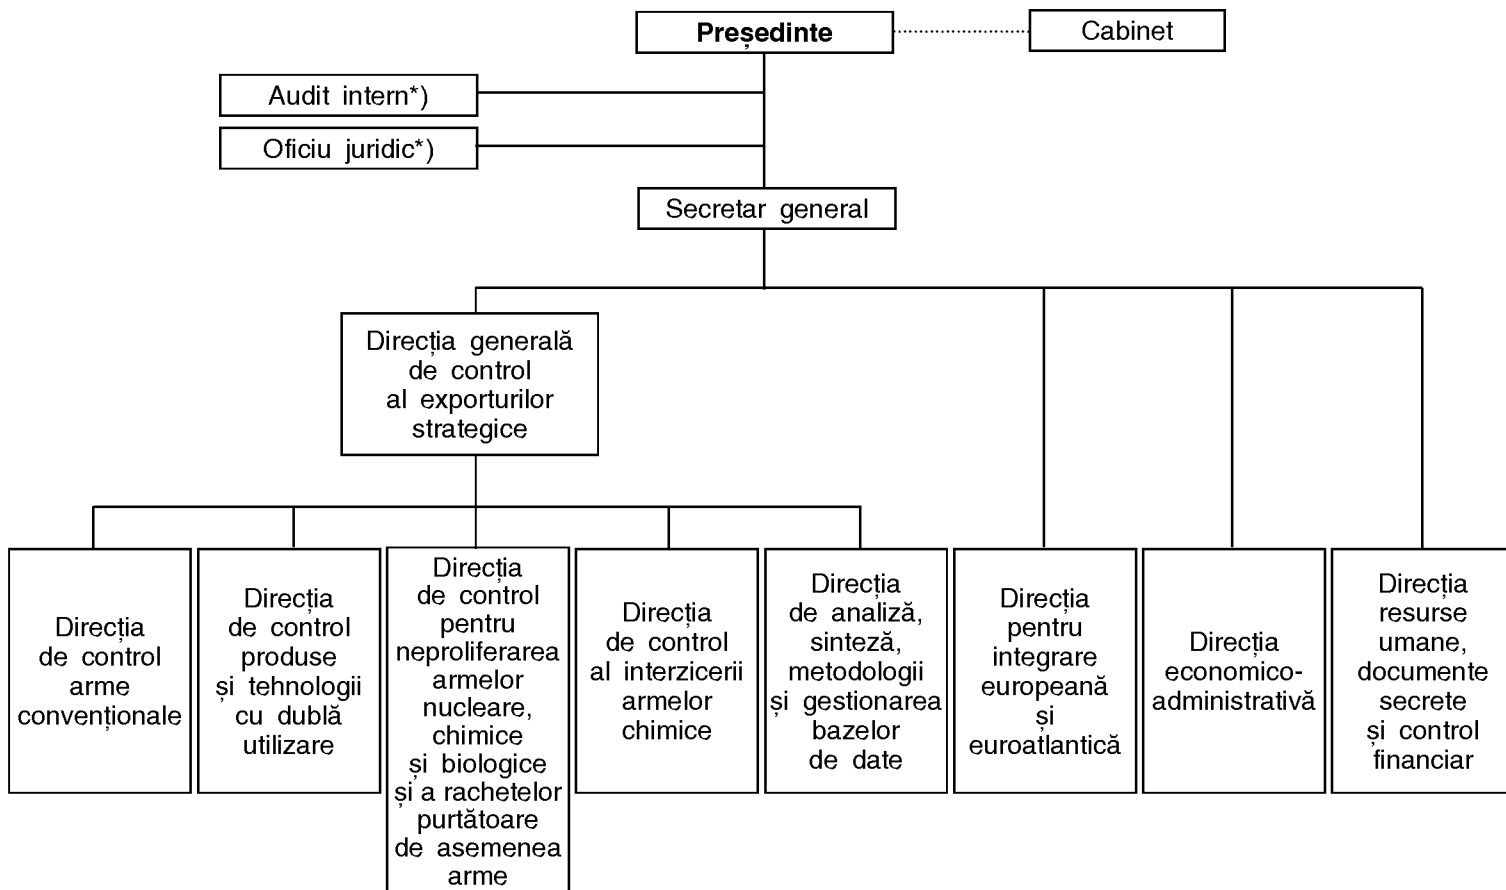 Președinte
Cabinet
Audit intern*)
Oficiu juridic*)
Secretar general
Direcția generală
de control
al exporturilor
strategice
Direcția
de control
arme
convenționale
Direcția
de control
produse
și tehnologii
cu dublă
utilizare
Direcția
de control
pentru
neproliferarea
armelor
nucleare,
chimice
și biologice
și a rachetelor
purtătoare
de asemenea
arme
Direcția
de control
al interzicerii
armelor
chimice
Direcția
de analiză,
sinteză,
metodologii
și gestionarea
bazelor
de date
Direcția
pentru
integrare
europeană
și
euroatlantică
Direcția
economico-
administrativă
Direcția
resurse
umane,
documente
secrete
și control
financiar